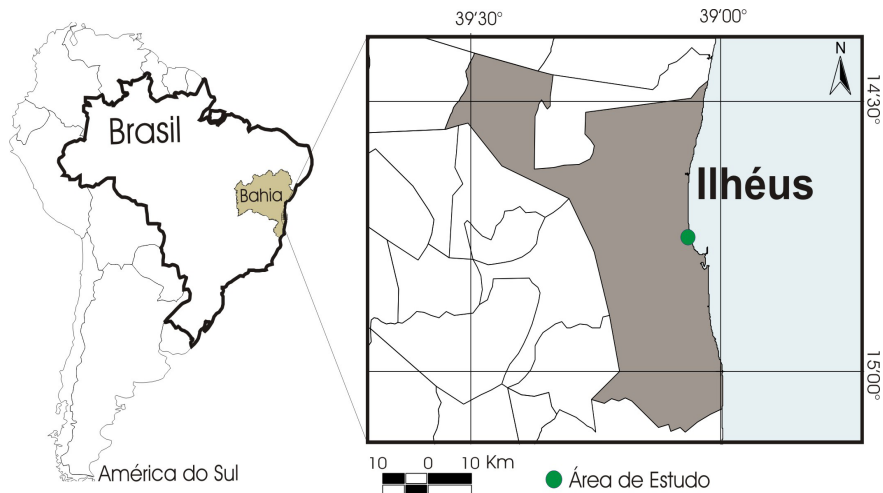 39'30° 39'00°
N
14'30°
Brasil
Bahia
Ilhéus
15'00°
América do Sul
10 0 10 Km
Área de Estudo